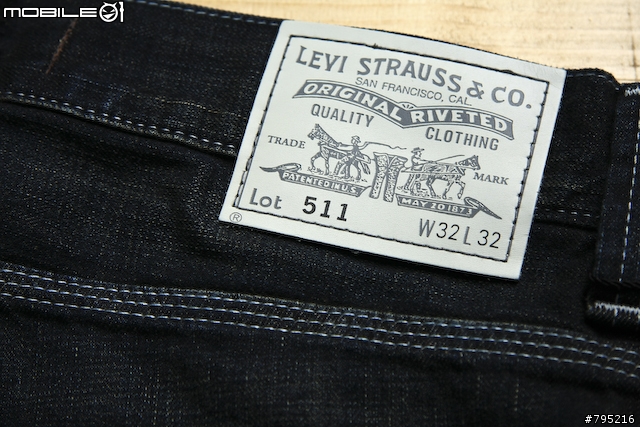 MOBILE01
LEVI STRAUSS & CO.
SAN FRANCISCO, CAL.
ORIGINAL RIVETED
QUALITY CLOTHING
TRADE MARK
PATENTED IN U.S.
MAY 20 1873
Lot 511
W32 L 32
®
#795216